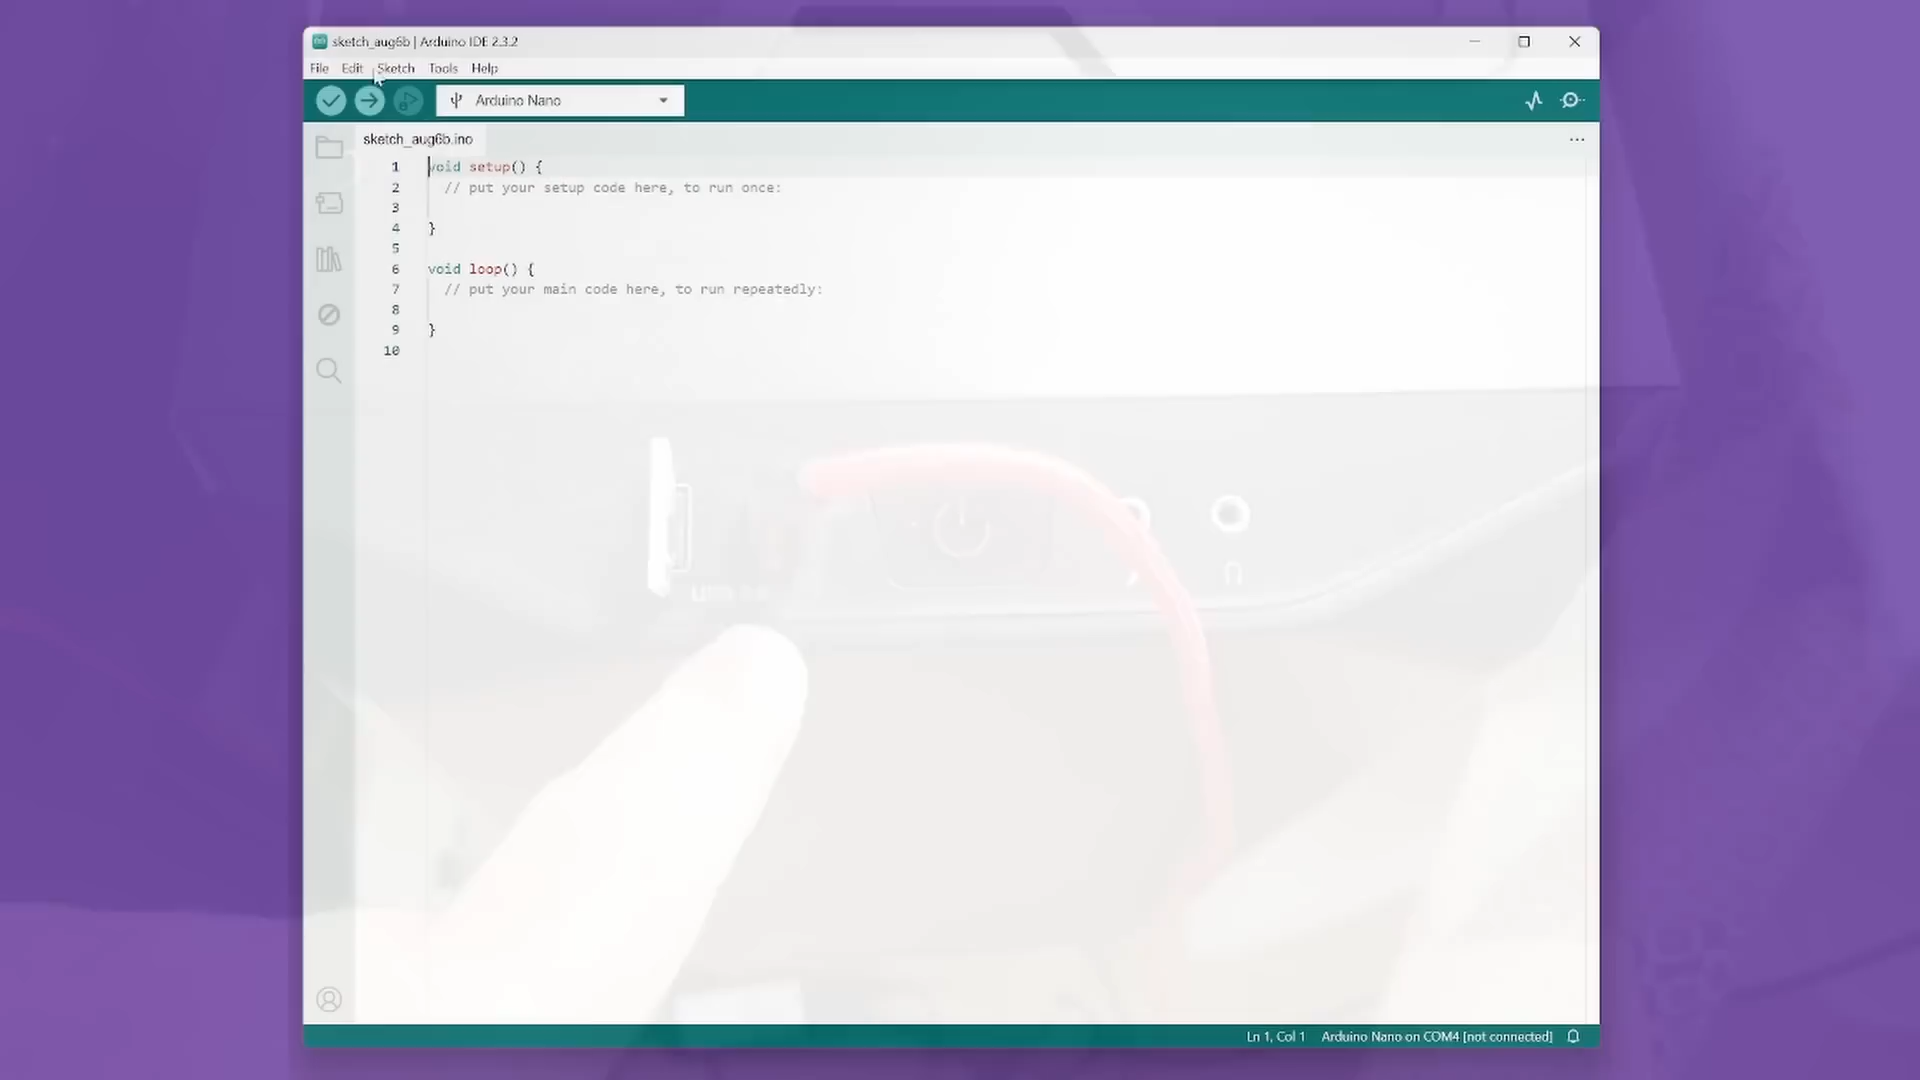 sketch_aug6b | Arduino IDE 2.3.2
File Edit Sketch Tools Help
Arduino Nano
sketch_aug6b.ino
1 void setup() {
2 // put your setup code here, to run once:
3
4 }
5
6 void loop() {
7 // put your main code here, to run repeatedly:
8
9 }
10
Ln 1, Col 1 Arduino Nano on COM4 [not connected]